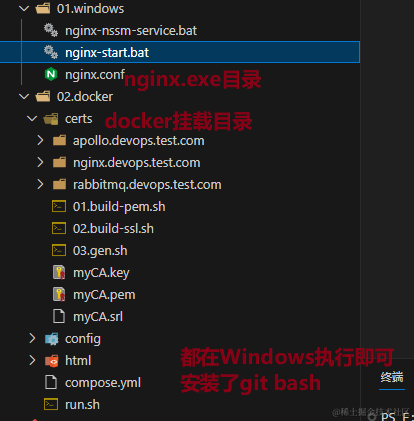 01.windows
nginx-nssm-service.bat
nginx-start.bat
nginx.conf
nginx.exe目录
02.docker
certs
docker挂载目录
apollo.devops.test.com
nginx.devops.test.com
rabbitmq.devops.test.com
01.build-pem.sh
02.build-ssl.sh
03.gen.sh
myCA.key
myCA.pem
myCA.srl
config
html
都在Windows执行即可
安装了git bash
compose.yml
run.sh
终端
@稀土掘金技术社区
PS F: